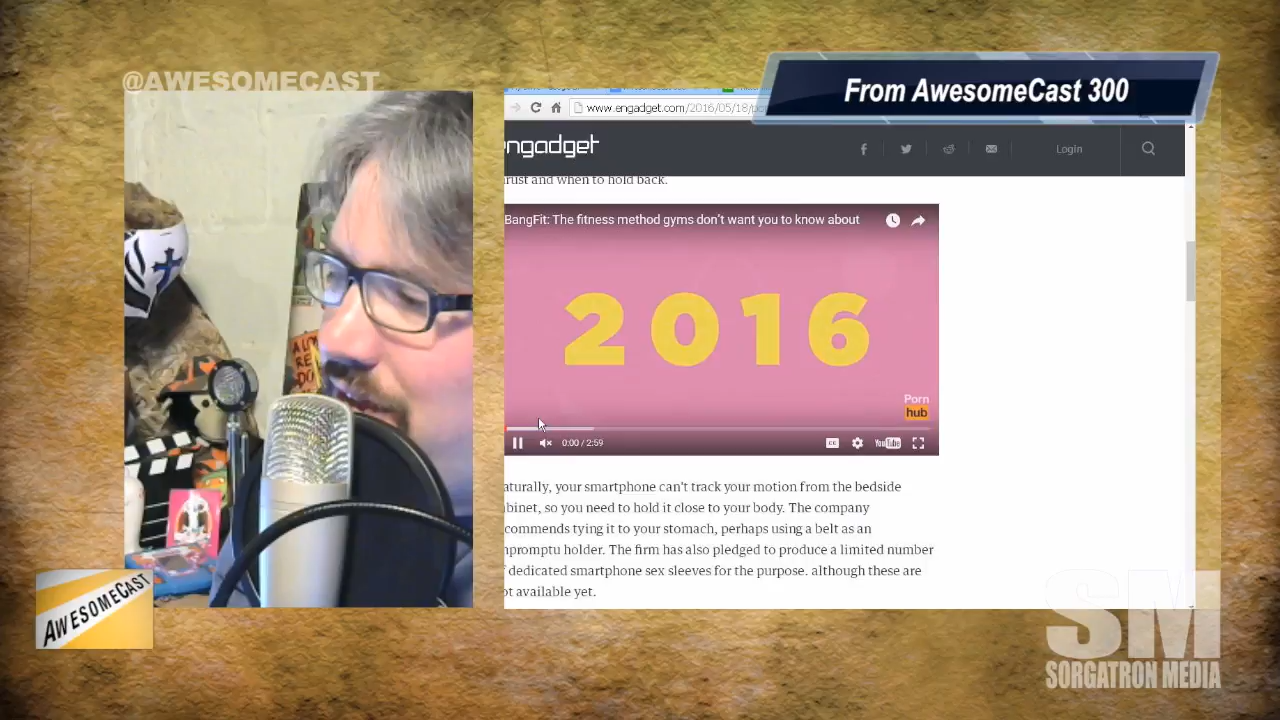 @AWESOMECAST
From AwesomeCast 300
www.engadget.com/2016/05/18/
engadget
Login
rust and when to hold back.
BangFit: The fitness method gyms don't want you to know about
2016
Porn
hub
0:00 / 2:59
CC
YouTube
aturally, your smartphone can't track your motion from the bedside
binet, so you need to hold it close to your body. The company
commends tying it to your stomach, perhaps using a belt as an
npromptu holder. The firm has also pledged to produce a limited number
f dedicated smartphone sex sleeves for the purpose. although these are
ot available yet.
AWESOMECAST
SM
SORGATRON MEDIA